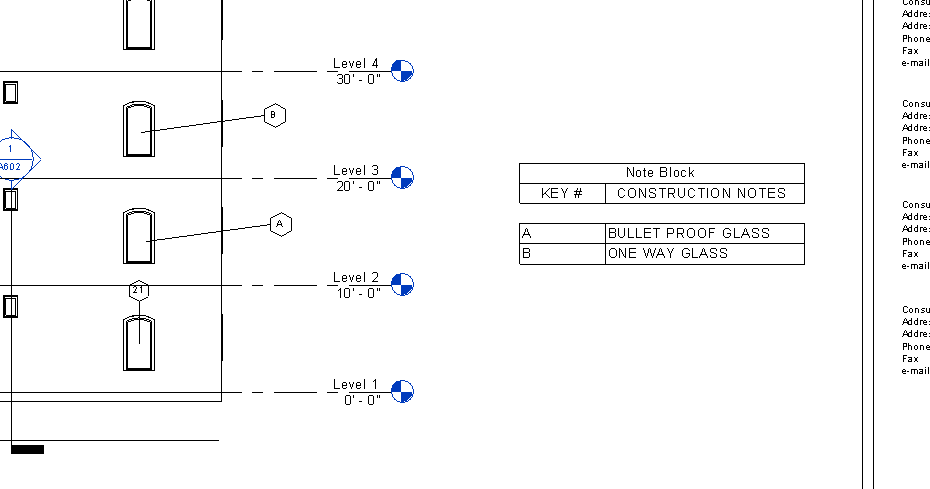 Level 4
30' - 0"
B
1
A602
Level 3
20' - 0"
A
Level 2
10' - 0"
21
Level 1
0' - 0"
Note Block
KEY # CONSTRUCTION NOTES
A BULLET PROOF GLASS
B ONE WAY GLASS
Consu
Addre
Addre
Phone
Fax
e-mail
Consu
Addre
Addre
Phone
Fax
e-mail
Consu
Addre
Addre
Phone
Fax
e-mail
Consu
Addre
Addre
Phone
Fax
e-mail